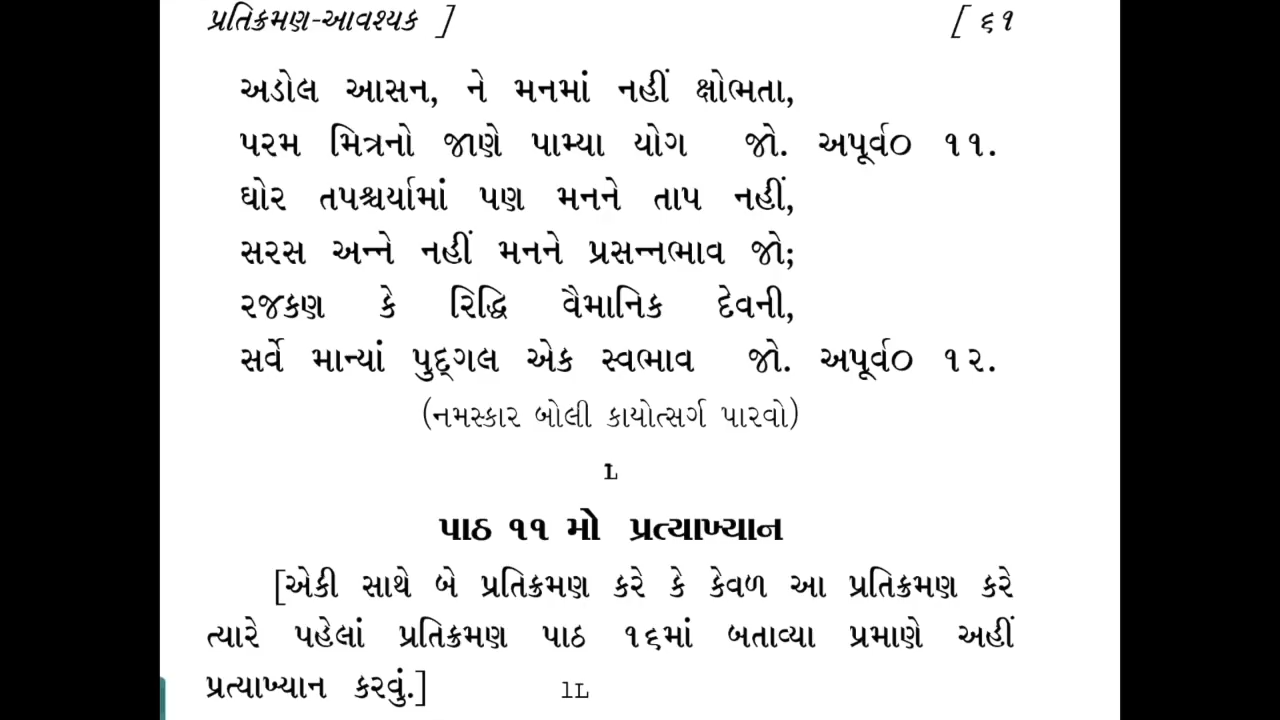 પ્રતિક્રમણ-આવશ્યક ] [ ૬૧
અડોલ આસન, ને મનમાં નહીં ક્ષોભતા,
પરમ મિત્રનો જાણે પામ્યા યોગ જો. અપૂર્વ૦ ૧૧.
ઘોર તપશ્ચર્યામાં પણ મનને તાપ નહીં,
સરસ અન્ને નહીં મનને પ્રસન્નભાવ જો;
રજકણ કે રિદ્ધિ વૈમાનિક દેવની,
સર્વે માન્યાં પુદ્ગલ એક સ્વભાવ જો. અપૂર્વ૦ ૧૨.
(નમસ્કાર બોલી કાયોત્સર્ગ પારવો)
L
પાઠ ૧૧ મો પ્રત્યાખ્યાન
[એકી સાથે બે પ્રતિક્રમણ કરે કે કેવળ આ પ્રતિક્રમણ કરે
ત્યારે પહેલાં પ્રતિક્રમણ પાઠ ૧૬માં બતાવ્યા પ્રમાણે અહીં
પ્રત્યાખ્યાન કરવું.] lL